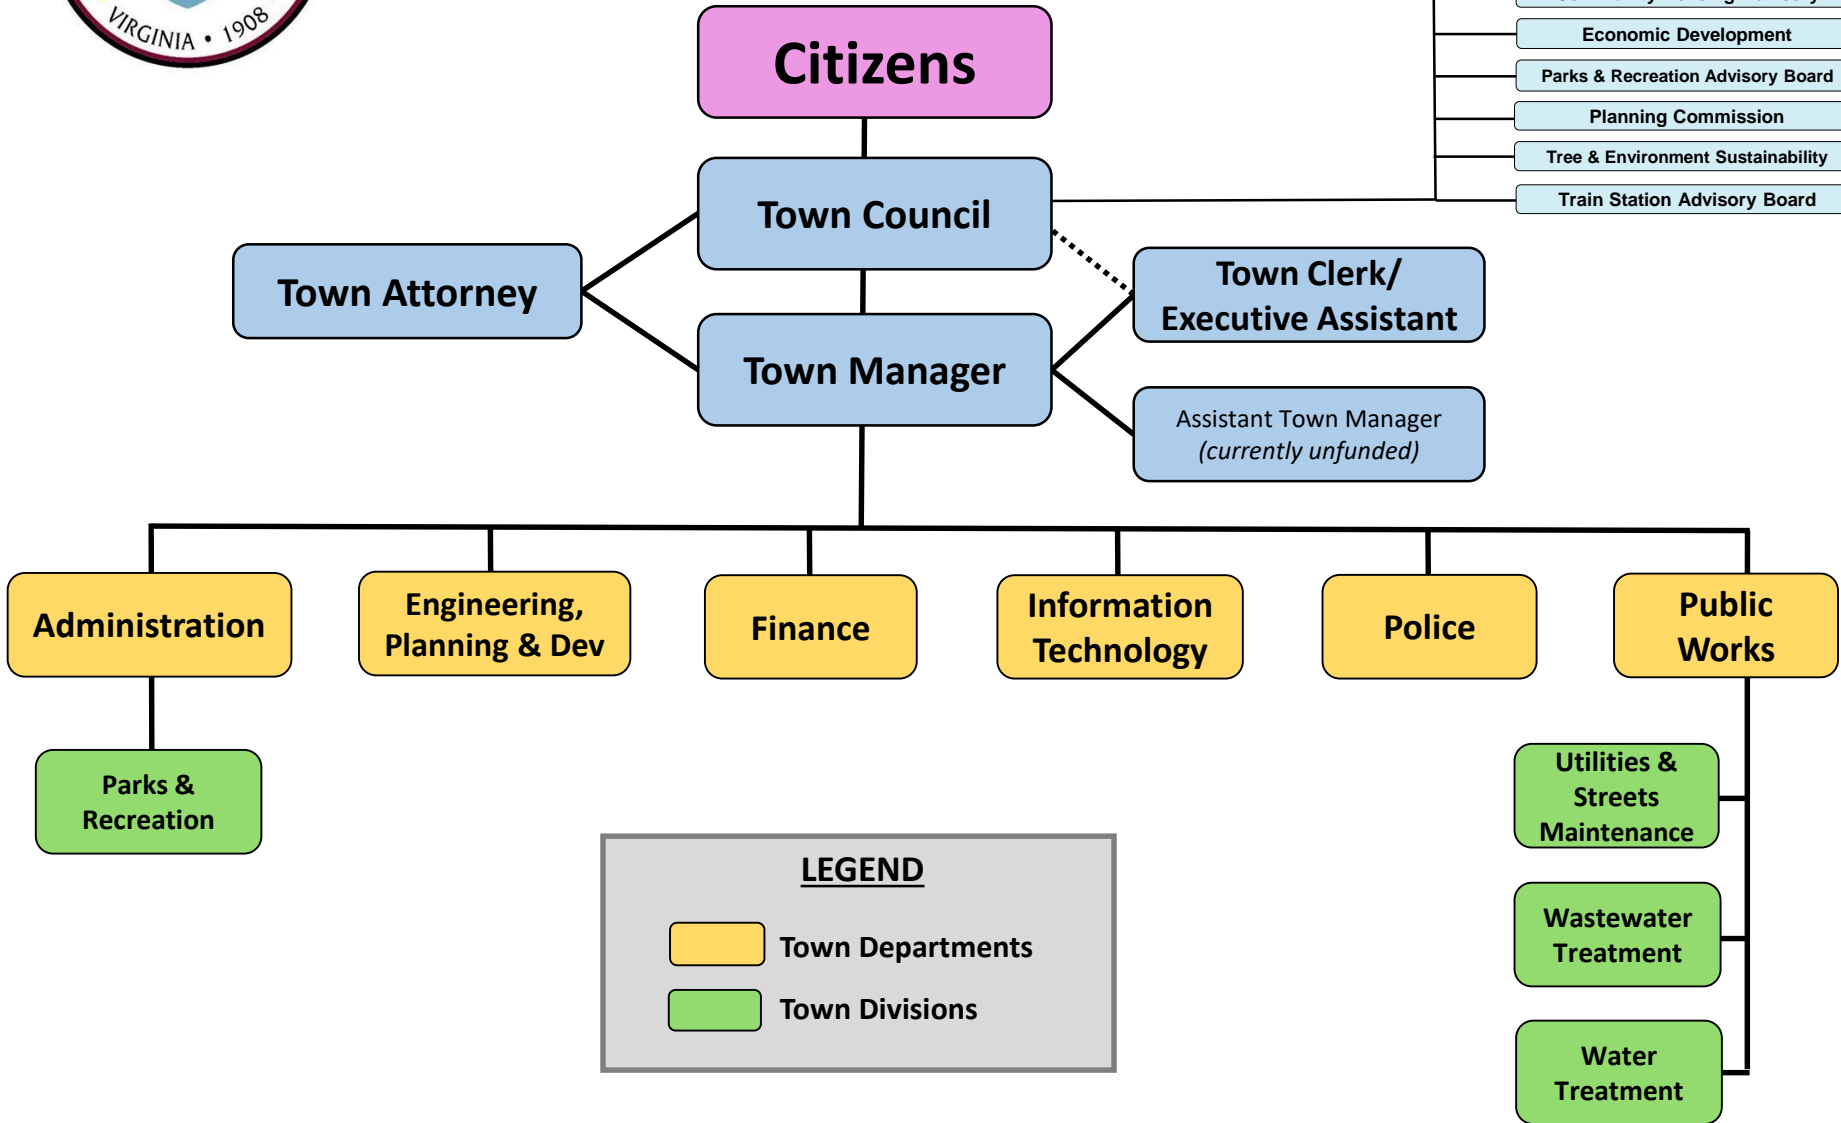 VIRGINIA • 1908
Economic Development
Parks & Recreation Advisory Board
Planning Commission
Tree & Environment Sustainability
Train Station Advisory Board
Citizens
Town Council
Town Attorney
Town Clerk/
Executive Assistant
Town Manager
Assistant Town Manager
(currently unfunded)
Administration
Engineering,
Planning & Dev
Finance
Information
Technology
Police
Public
Works
Parks &
Recreation
Utilities &
Streets
Maintenance
Wastewater
Treatment
Water
Treatment
LEGEND
Town Departments
Town Divisions